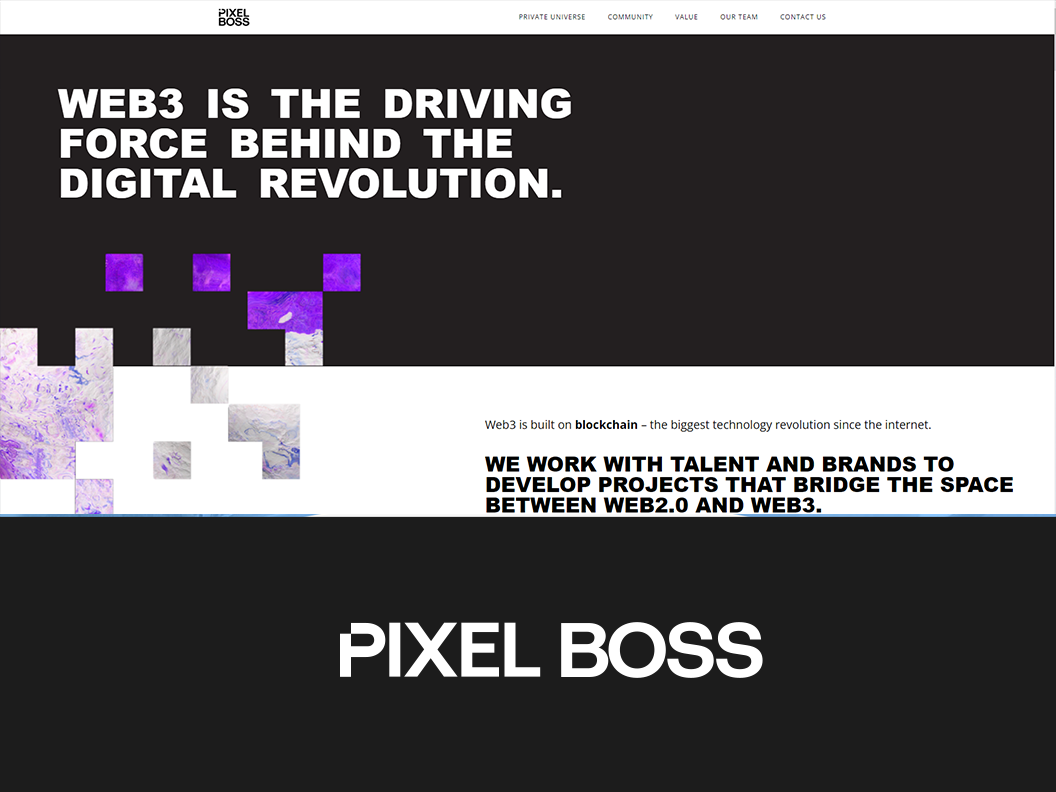 PIXEL
BOSS
PRIVATE UNIVERSE COMMUNITY VALUE OUR TEAM CONTACT US
WEB3 IS THE DRIVING
FORCE BEHIND THE
DIGITAL REVOLUTION.
Web3 is built on blockchain – the biggest technology revolution since the internet.
WE WORK WITH TALENT AND BRANDS TO
DEVELOP PROJECTS THAT BRIDGE THE SPACE
BETWEEN WEB2.0 AND WEB3.
PIXEL BOSS